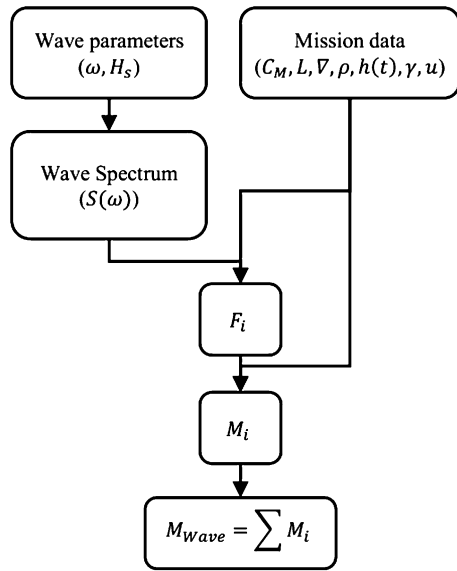 Wave parameters
(ω, H_s)
Mission data
(C_M, L, ∇, ρ, h(t), γ, u)
Wave Spectrum
(S(ω))
F_i
M_i
M_Wave = ∑ M_i